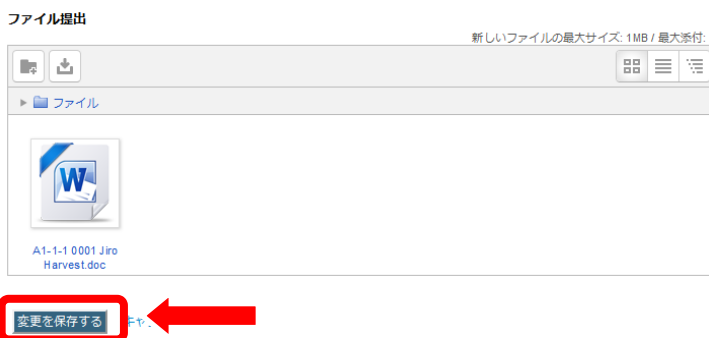 ファイル提出
新しいファイルの最大サイズ: 1MB / 最大添付:
ファイル
W
A1-1-1 0001 Jiro
Harvest.doc
変更を保存する